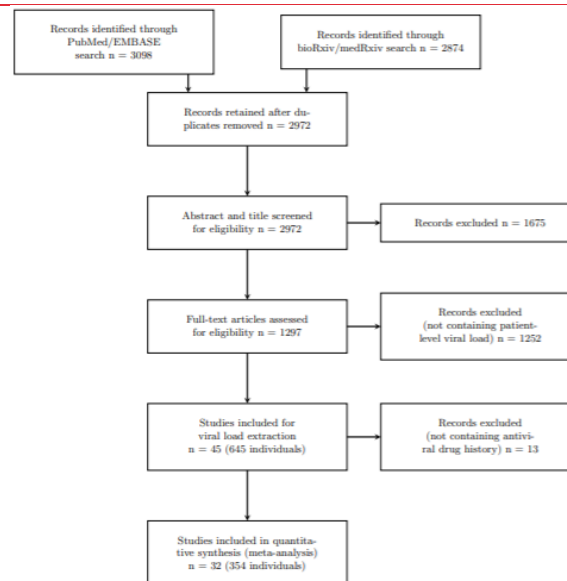 Records identified through
PubMed/EMBASE
search n = 3098
Records identified through
bioRxiv/medRxiv search n = 2874
Records retained after du-
plicates removed n = 2972
Abstract and title screened
for eligibility n = 2972
Records excluded n = 1675
Full-text articles assessed
for eligibility n = 1297
Records excluded
(not containing patient-
level viral load) n = 1252
Studies included for
viral load extraction
n = 45 (645 individuals)
Records excluded
(not containing antivi-
ral drug history) n = 13
Studies included in quantita-
tive synthesis (meta-analysis)
n = 32 (354 individuals)